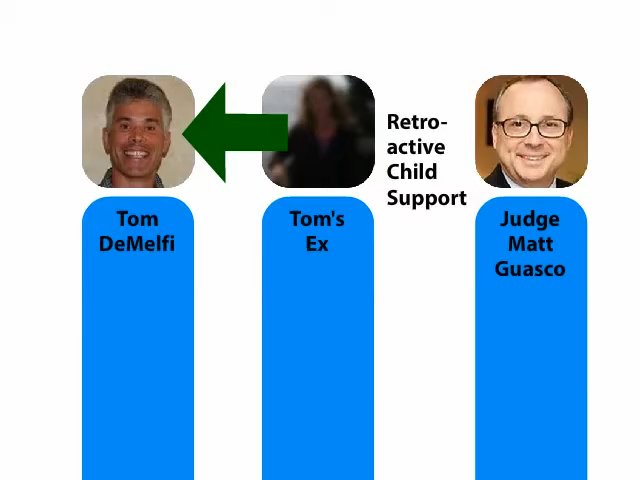 Retro-
active
Child
Support
Tom
DeMelfi
Tom's
Ex
Judge
Matt
Guasco